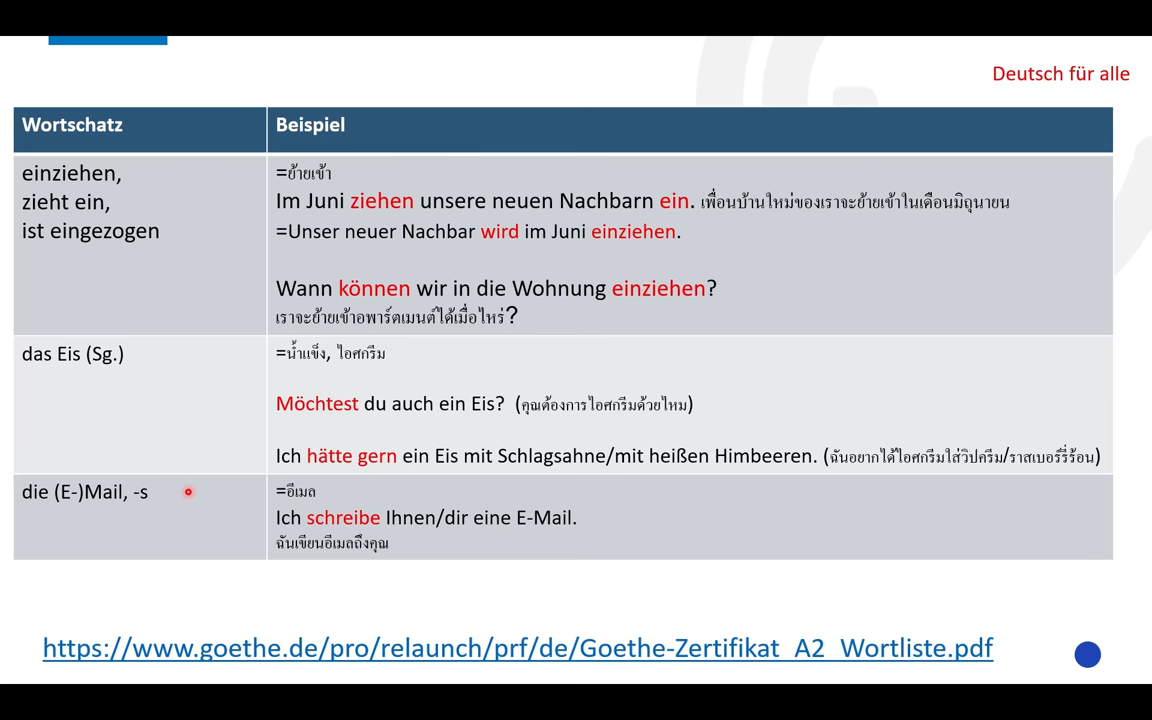 Deutsch für alle
Wortschatz
Beispiel
einziehen,
zieht ein,
ist eingezogen
=ย้ายเข้า
Im Juni ziehen unsere neuen Nachbarn ein. เพื่อนบ้านใหม่ของเราจะย้ายเข้าในเดือนมิถุนายน
=Unser neuer Nachbar wird im Juni einziehen.
Wann können wir in die Wohnung einziehen?
เราจะย้ายเข้าอพาร์ตเมนต์ได้เมื่อไหร่?
das Eis (Sg.)
=น้ำแข็ง, ไอศกรีม
Möchtest du auch ein Eis? (คุณต้องการไอศกรีมด้วยไหม)
Ich hätte gern ein Eis mit Schlagsahne/mit heißen Himbeeren. (ฉันอยากได้ไอศกรีมใส่วิปครีม/ราสเบอร์รี่ร้อน)
die (E-)Mail, -s
=อีเมล
Ich schreibe Ihnen/dir eine E-Mail.
ฉันเขียนอีเมลถึงคุณ
https://www.goethe.de/pro/relaunch/prf/de/Goethe-Zertifikat_A2_Wortliste.pdf